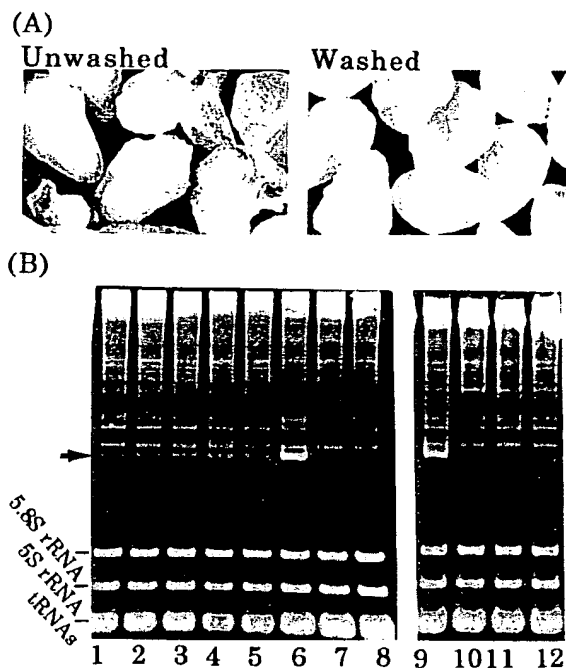 (A)
Unwashed Washed
(B)
5.8S rRNA
5S rRNA
tRNAs
1 2 3 4 5 6 7 8 9 10 11 12